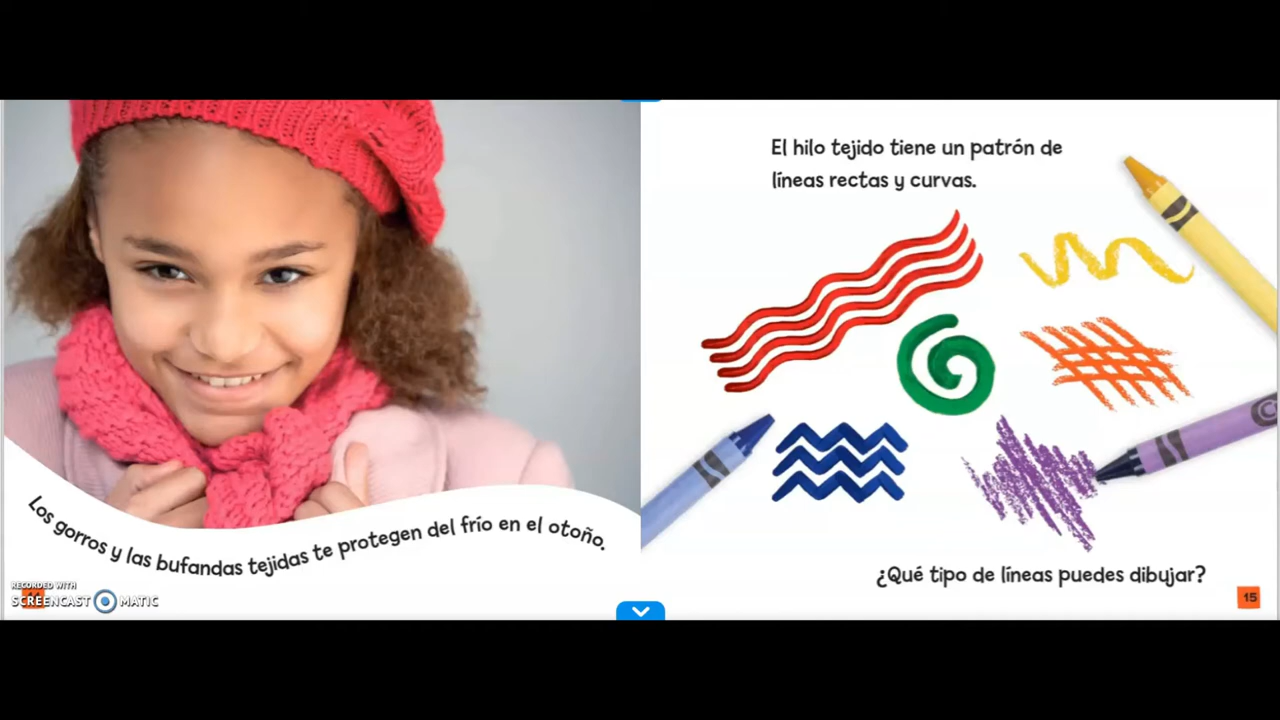 Los gorros y las bufandas tejidas te protegen del frío en el otoño.
RECORDED WITH
SCREENCAST MATIC
El hilo tejido tiene un patrón de
líneas rectas y curvas.
¿Qué tipo de líneas puedes dibujar?
15